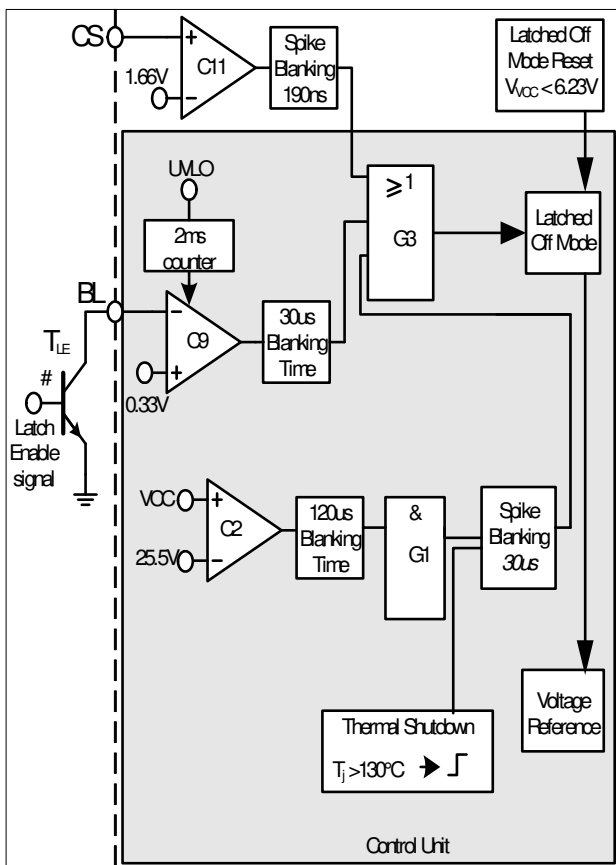 CS
+
C11
1.66V
−
Spike
Blanking
190ns
Latched Off
Mode Reset
VVCC < 6.23V
UVLO
2ms
counter
≥1
G3
Latched
Off Mode
BL
TLE
#
Latch
Enable
signal
−
C9
+
0.33V
30us
Blanking
Time
VCC
+
C2
25.5V
−
120us
Blanking
Time
&
G1
Spike
Blanking
30us
Thermal Shutdown
Tj >130°C
Voltage
Reference
Control Unit